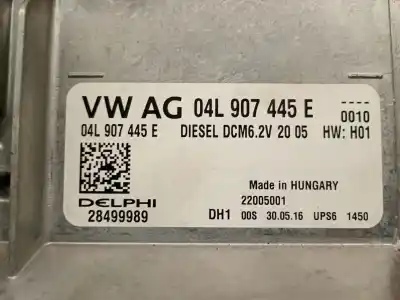 VW AG 04L 907 445 E ----
0010
04L 907 445 E DIESEL DCM6.2V 20 05 HW: H01
Made in HUNGARY
DELPHI 22005001
28499989 DH1 00S 30.05.16 UPS6 1450